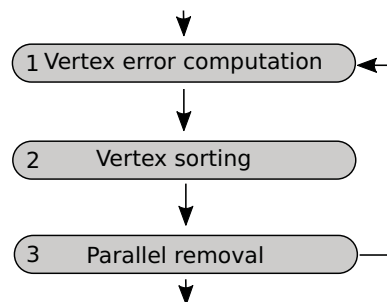 1 Vertex error computation
2 Vertex sorting
3 Parallel removal